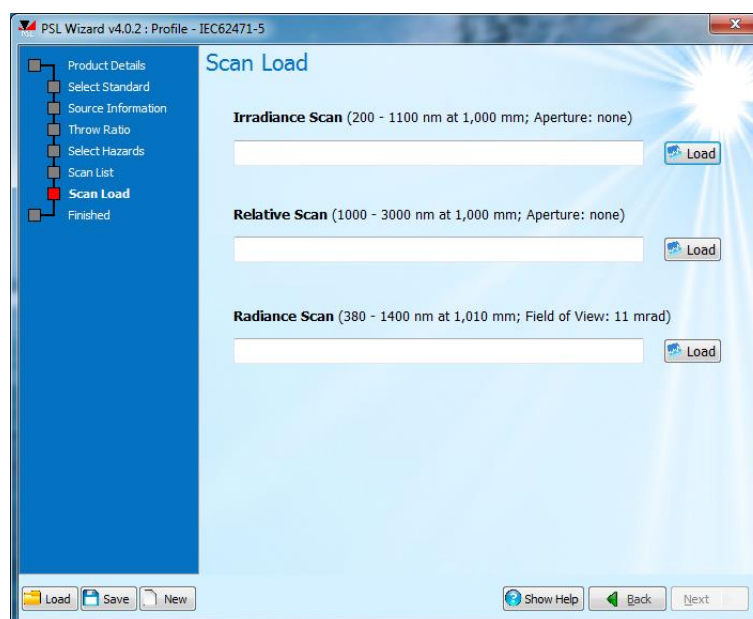 PSL Wizard v4.0.2 : Profile - IEC62471-5
Product Details
Select Standard
Source Information
Throw Ratio
Select Hazards
Scan List
Scan Load
Finished
Scan Load
Irradiance Scan (200 - 1100 nm at 1,000 mm; Aperture: none)
Load
Relative Scan (1000 - 3000 nm at 1,000 mm; Aperture: none)
Load
Radiance Scan (380 - 1400 nm at 1,010 mm; Field of View: 11 mrad)
Load
Load Save New Show Help Back Next